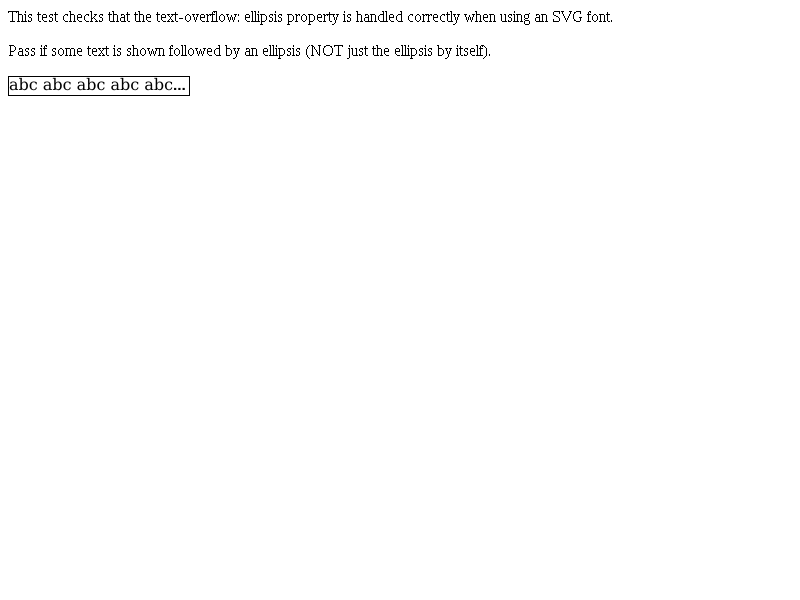 This test checks that the text-overflow: ellipsis property is handled correctly when using an SVG font.
Pass if some text is shown followed by an ellipsis (NOT just the ellipsis by itself).
abc abc abc abc abc...